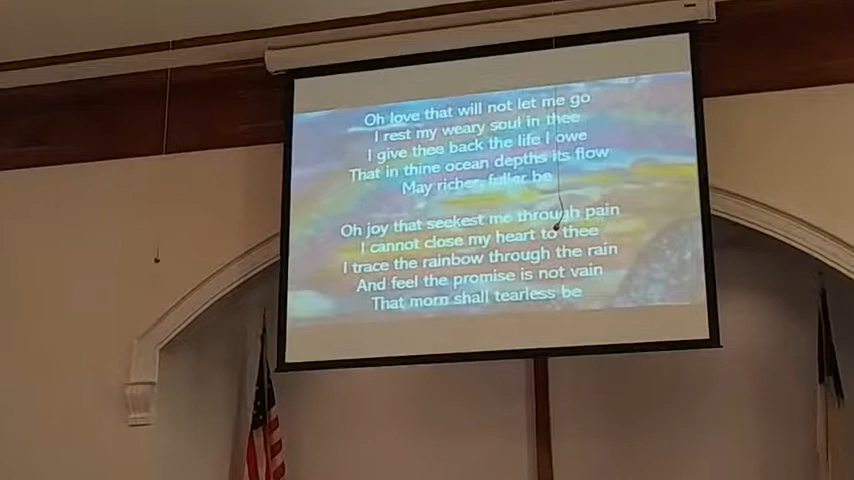 Oh love that will not let me go
I rest my weary soul in thee
I give thee back the life I owe
That in thine ocean depths its flow
May richer, fuller be
Oh joy that seekest me through pain
I cannot close my heart to thee
I trace the rainbow through the rain
And feel the promise is not vain
That morn shall tearless be